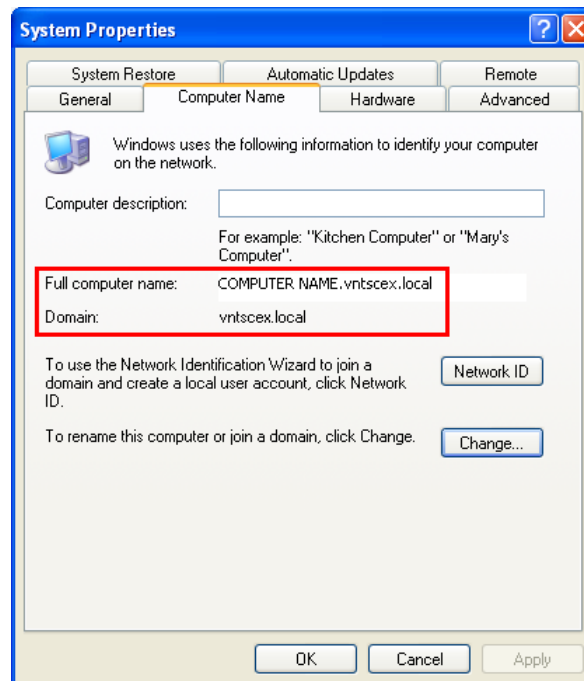 System Properties
System Restore Automatic Updates Remote
General Computer Name Hardware Advanced
Windows uses the following information to identify your computer
on the network.
Computer description:
For example: "Kitchen Computer" or "Mary's
Computer".
Full computer name: COMPUTER NAME.vntscex.local
Domain: vntscex.local
To use the Network Identification Wizard to join a
domain and create a local user account, click Network
ID.
Network ID
To rename this computer or join a domain, click Change.
Change...
OK Cancel Apply